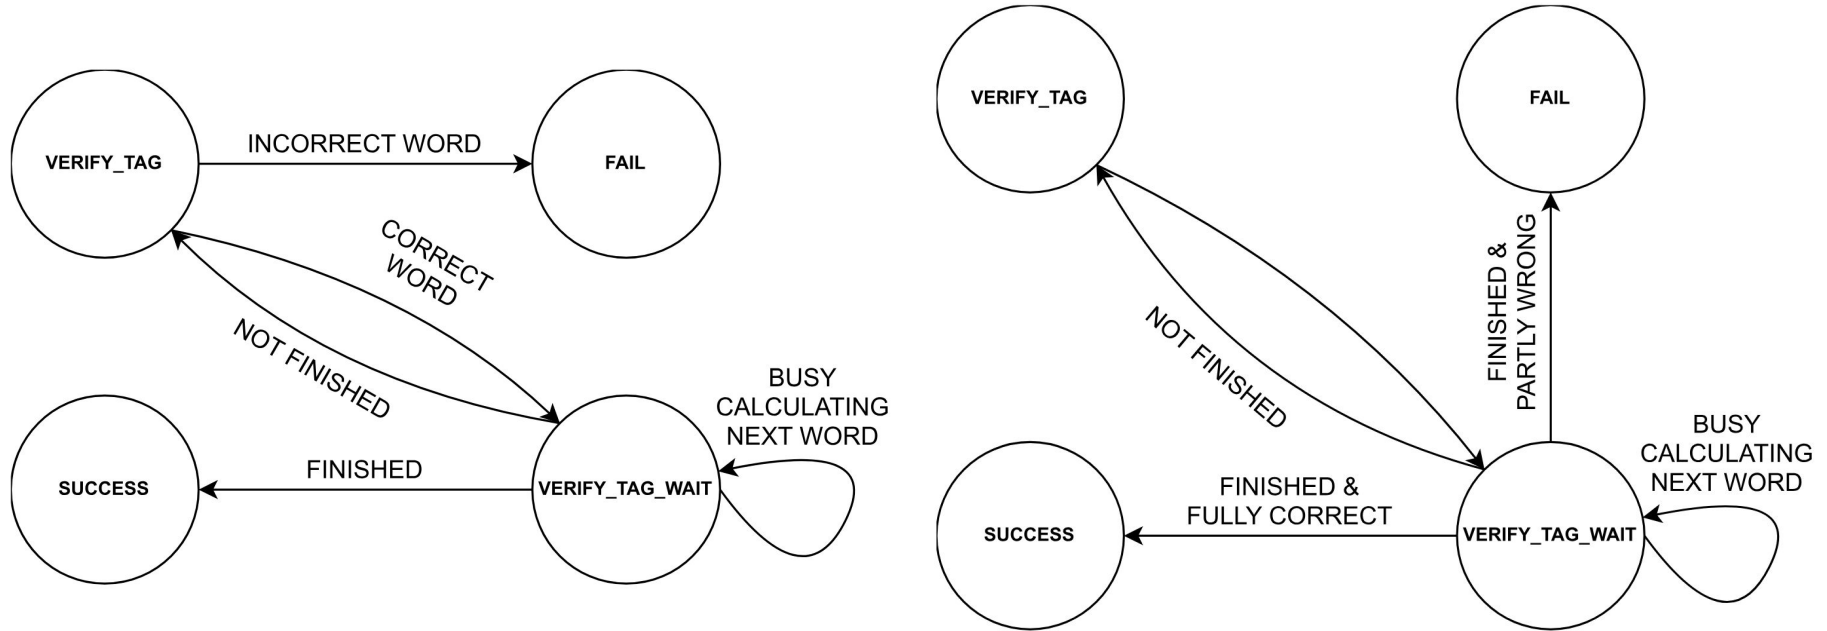 VERIFY_TAG
INCORRECT WORD
FAIL
CORRECT
WORD
NOT FINISHED
BUSY
CALCULATING
NEXT WORD
SUCCESS
FINISHED
VERIFY_TAG_WAIT
VERIFY_TAG
FAIL
FINISHED &
PARTLY WRONG
NOT FINISHED
BUSY
CALCULATING
NEXT WORD
SUCCESS
FINISHED &
FULLY CORRECT
VERIFY_TAG_WAIT